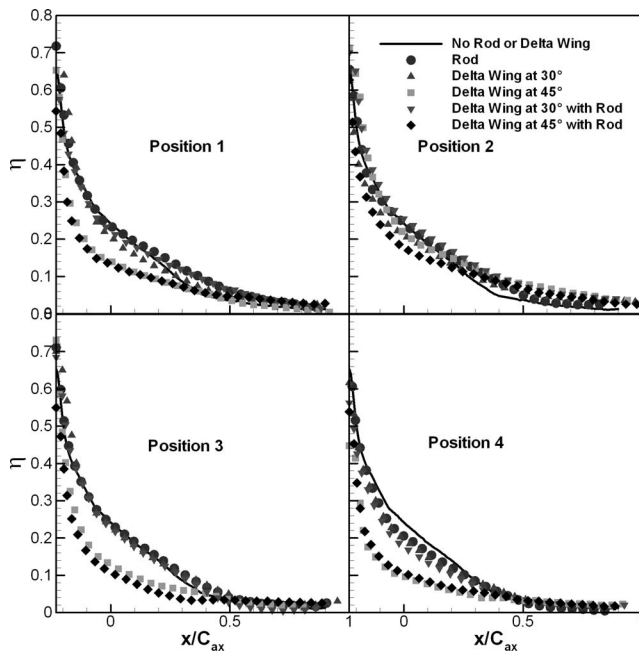 0.8
0.7
0.6
0.5
0.4
0.3
0.2
0.1
η
Position 1
No Rod or Delta Wing
Rod
Delta Wing at 30°
Delta Wing at 45°
Delta Wing at 30° with Rod
Delta Wing at 45° with Rod
Position 2
0.7
0.6
0.5
0.4
0.3
0.2
0.1
0
η
Position 3
Position 4
0
0.5
1
0
0.5
1
x/Cax
x/Cax